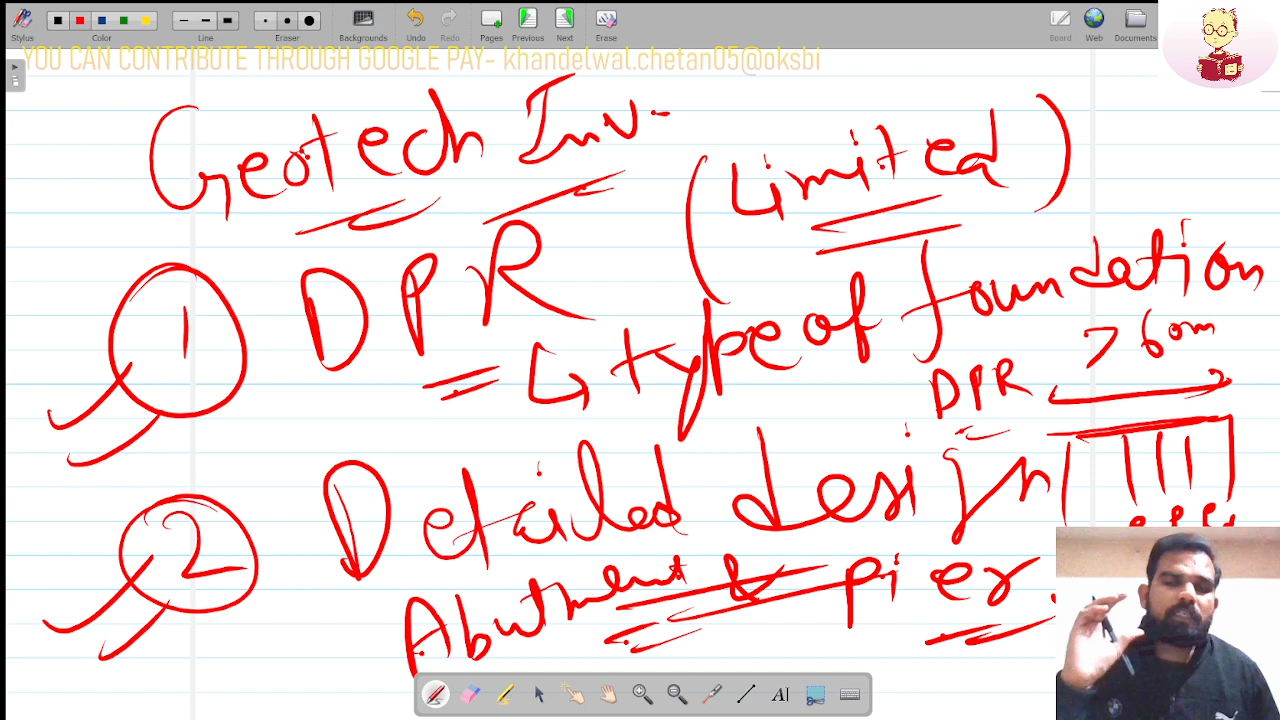 Stylus Color Line Eraser Backgrounds Undo Redo Pages Previous Next Erase Board Web Documents
YOU CAN CONTRIBUTE THROUGH GOOGLE PAY- khandelwal.chetan05@oksbi
Geotech Inv.
(Limited)
1 DPR
↳ type of foundation
> 60m
DPR
2 Detailed design
Abutment & pier.